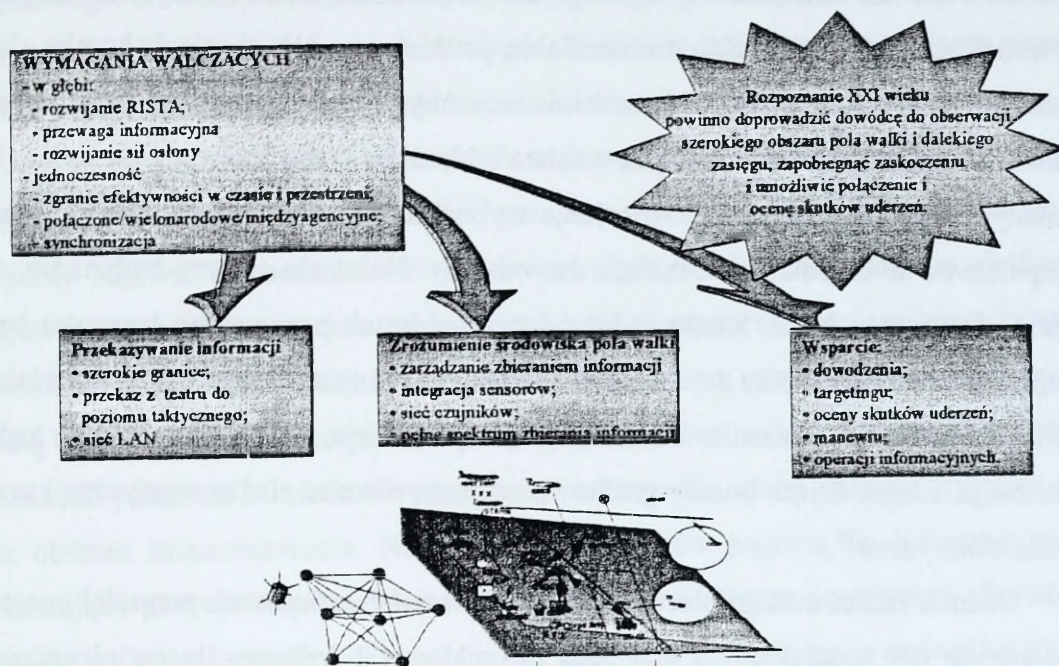 WYMAGANIA WALCZACYCH
- w głębi:
- rozwijanie RISTA;
- przewaga informacyjna
- rozwijanie sił osłony
- jednoczesność
- zgranie efektywności w czasie i przestrzeni;
- połączone/wielonarodowe/międzyagencyjne;
- synchronizacja
Rozpoznanie XXI wieku
powinno doprowadzić dowódcę do obserwacji
szerokiego obszaru pola walki i dalekiego
zasięgu, zapobiegnąć zaskoczeniu
i umożliwić połączenie i
ocenę skutków uderzeń.
Przekazywanie informacji
• szerokie granice;
• przekaz z teatru do
poziomu taktycznego;
• sieć LAN
Zrozumienie środowiska pola walki
• zarządzanie zbieraniem informacji
• integracja sensorów;
• sieć czujników;
• pełne spektrum zbierania informacji
Wsparcie:
• dowodzenia;
• targetingu;
• oceny skutków uderzeń;
• manewru;
• operacji informacyjnych.